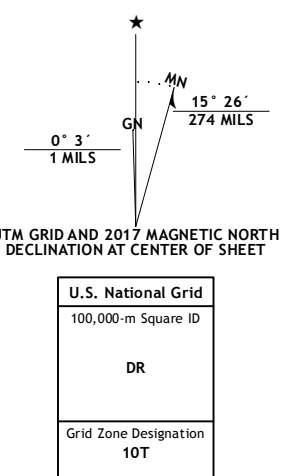 MN
15° 26´
274 MILS
GN
0° 3´
1 MILS
UTM GRID AND 2017 MAGNETIC NORTH
DECLINATION AT CENTER OF SHEET
U.S. National Grid
100,000-m Square ID
DR
Grid Zone Designation
10T